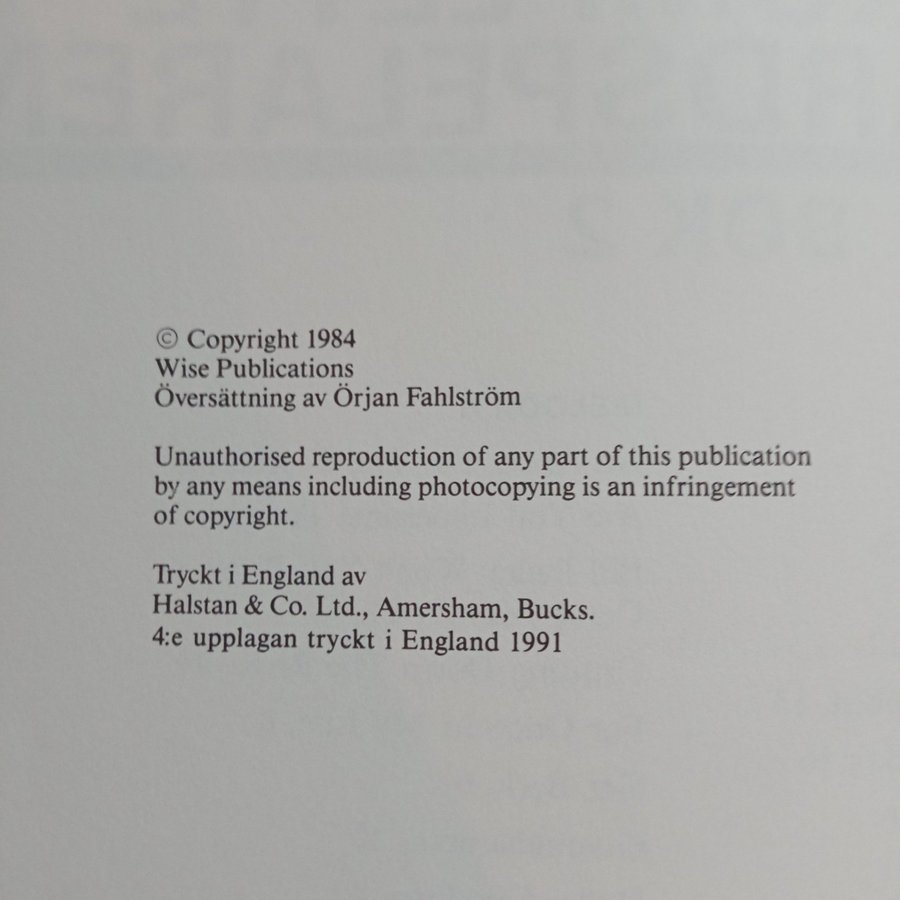 © Copyright 1984
Wise Publications
Översättning av Örjan Fahlström
Unauthorised reproduction of any part of this publication
by any means including photocopying is an infringement
of copyright.
Tryckt i England av
Halstan & Co. Ltd., Amersham, Bucks.
4:e upplagan tryckt i England 1991